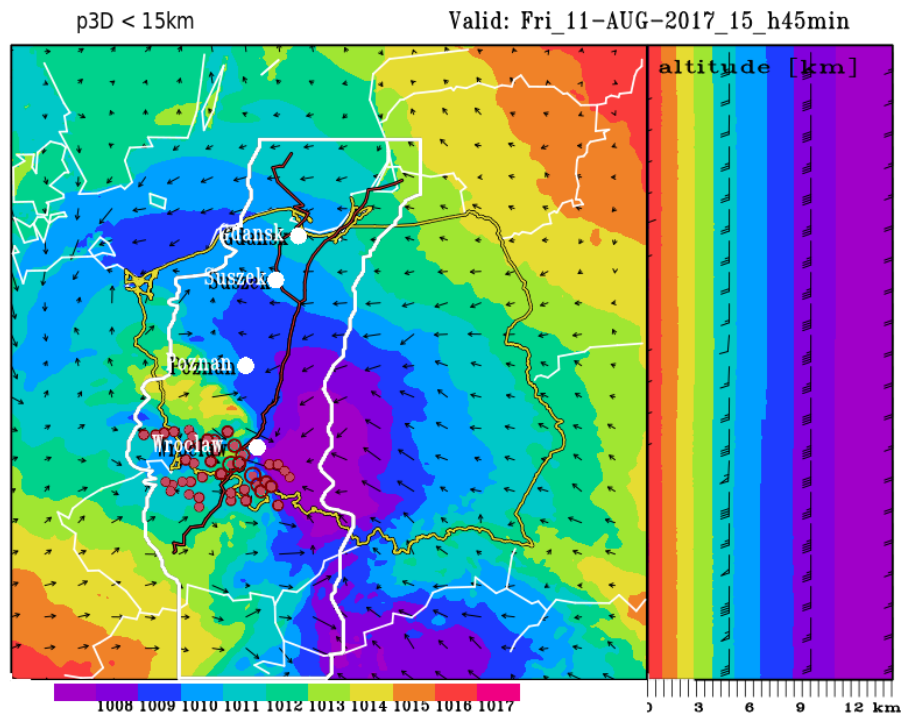 p3D < 15km
Valid: Fri_11-AUG-2017_15_h45min
altitude [km]
Gdansk
Suszek
Poznan
Wroclaw
1008 1009 1010 1011 1012 1013 1014 1015 1016 1017
0 3 6 9 12 km